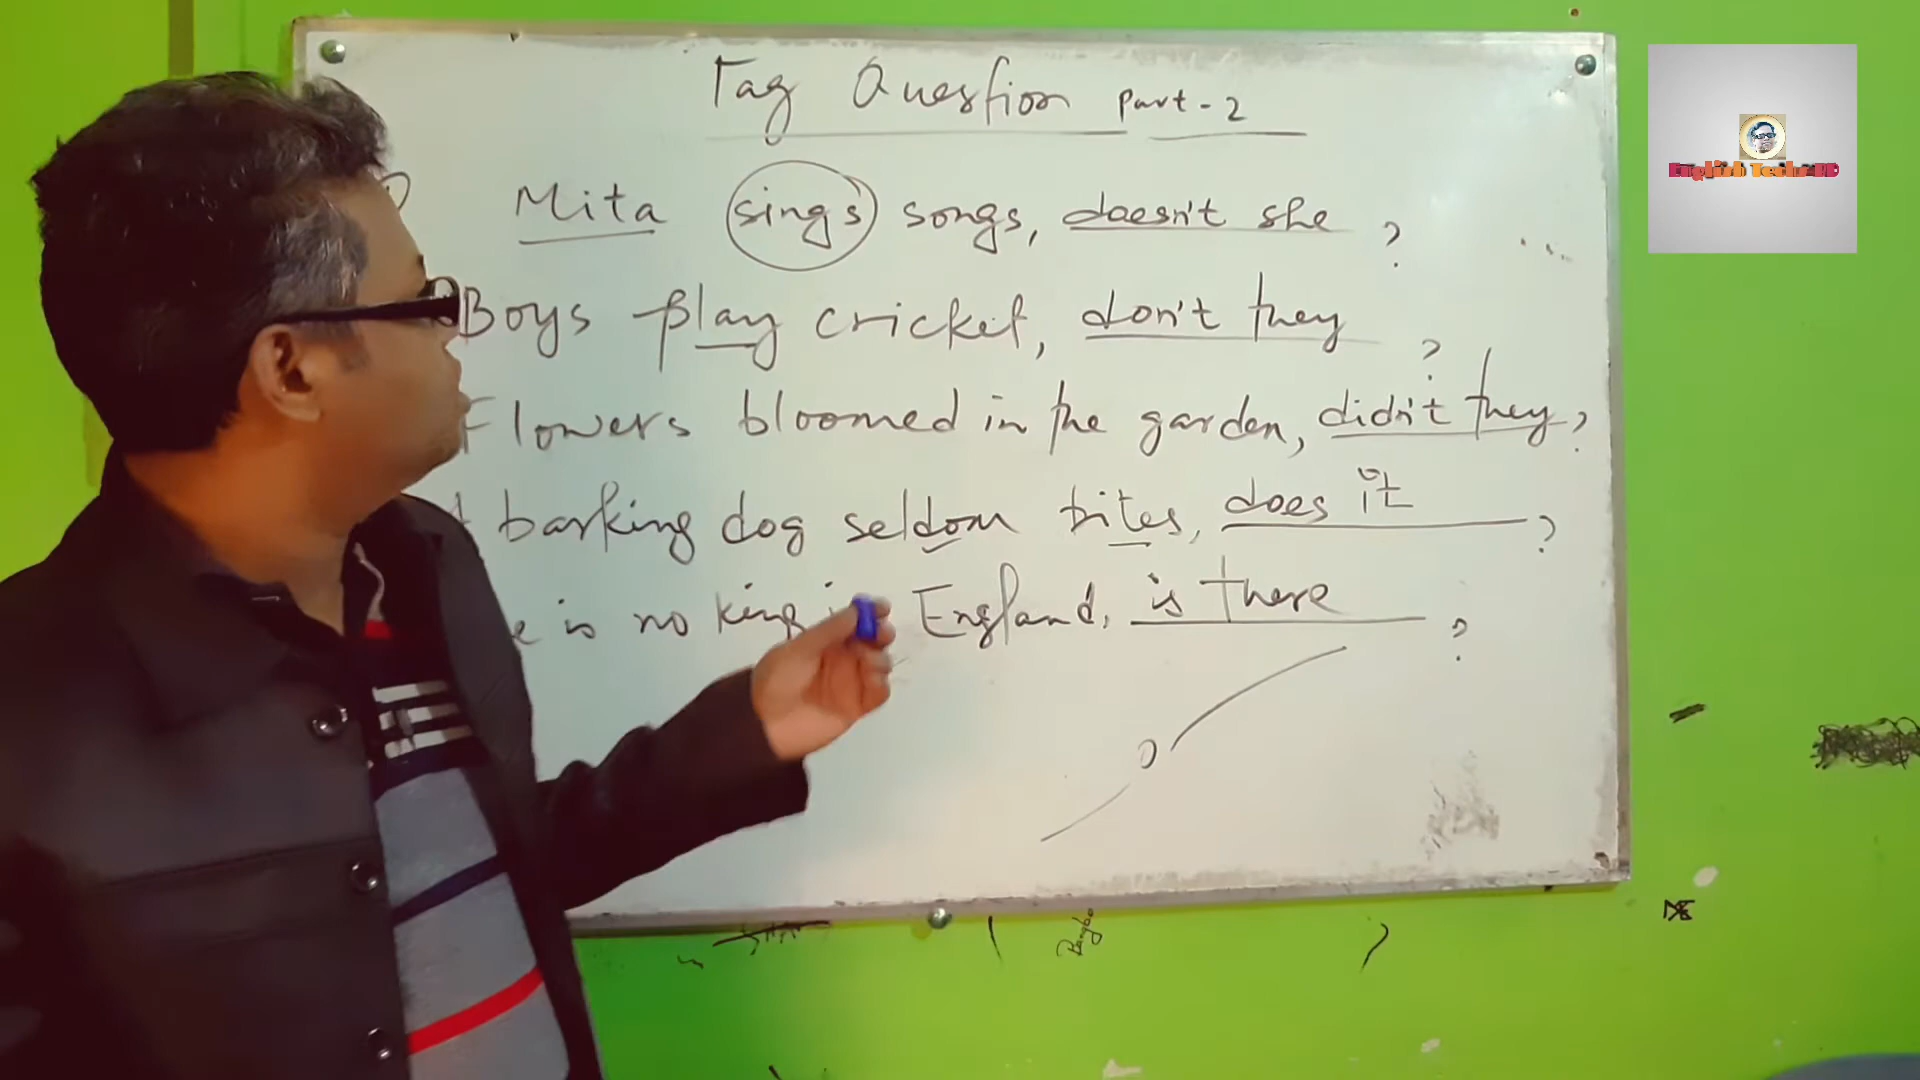 Tag Question Part-2
Mita sings songs, doesn't she ?
Boys play cricket, don't they ?
Flowers bloomed in the garden, didn't they?
barking dog seldom bites, does it ?
is no king England, is there ?
English